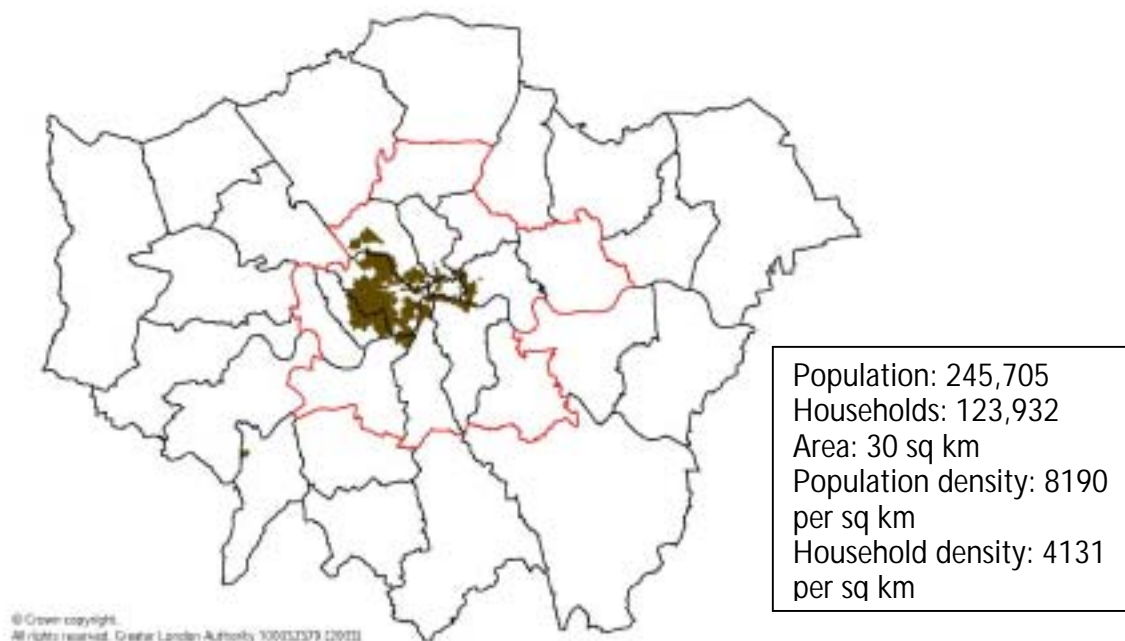 Population: 245,705
Households: 123,932
Area: 30 sq km
Population density: 8190
per sq km
Household density: 4131
per sq km
© Crown copyright.
All rights reserved. Greater London Authority 100032379 (2003)